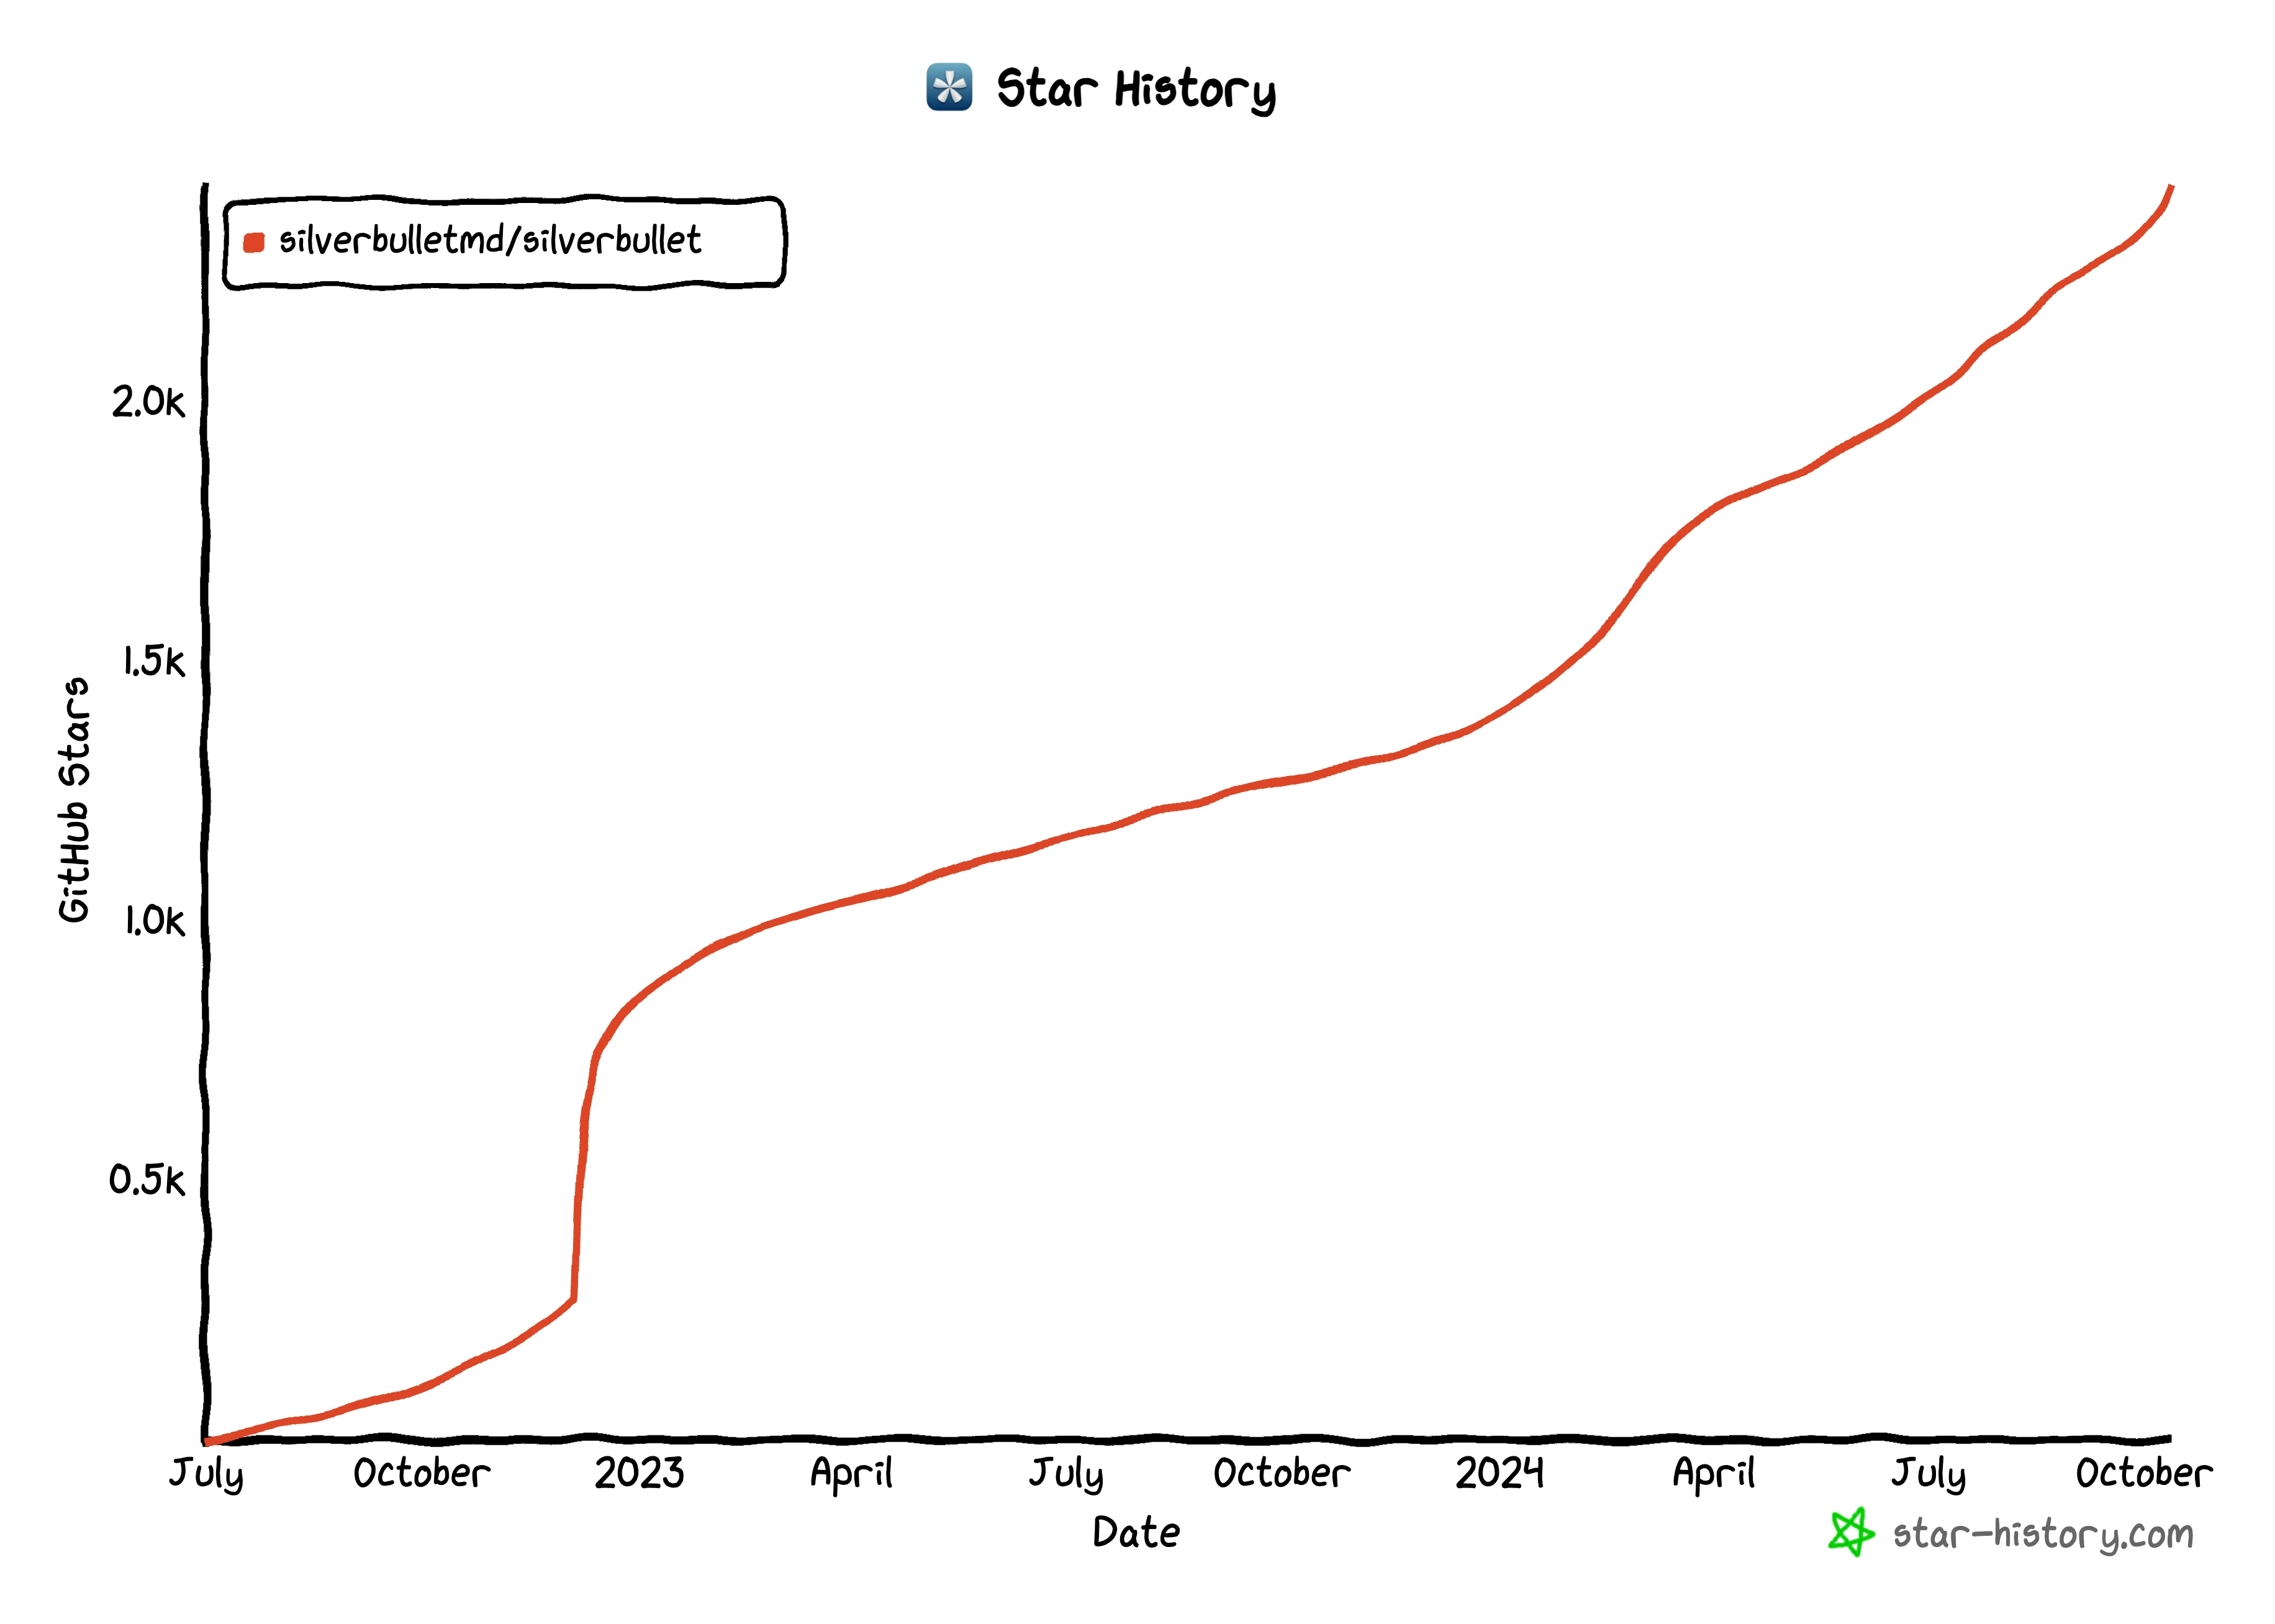 Star History
silverbulletmd/silverbullet
2.0k
1.5k
1.0k
0.5k
GitHub Stars
July October 2023 April July October 2024 April July October
Date
star-history.com